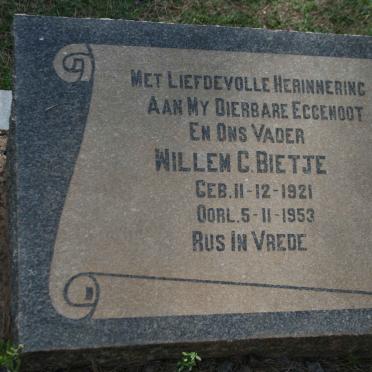 MET LIEFDEVOLLE HERINNERING
AAN MY DIERBARE EGGENOOT
EN ONS VADER
WILLEM C. BIETJE
GEB. 11-12-1921
OORL. 5-11-1953
RUS IN VREDE